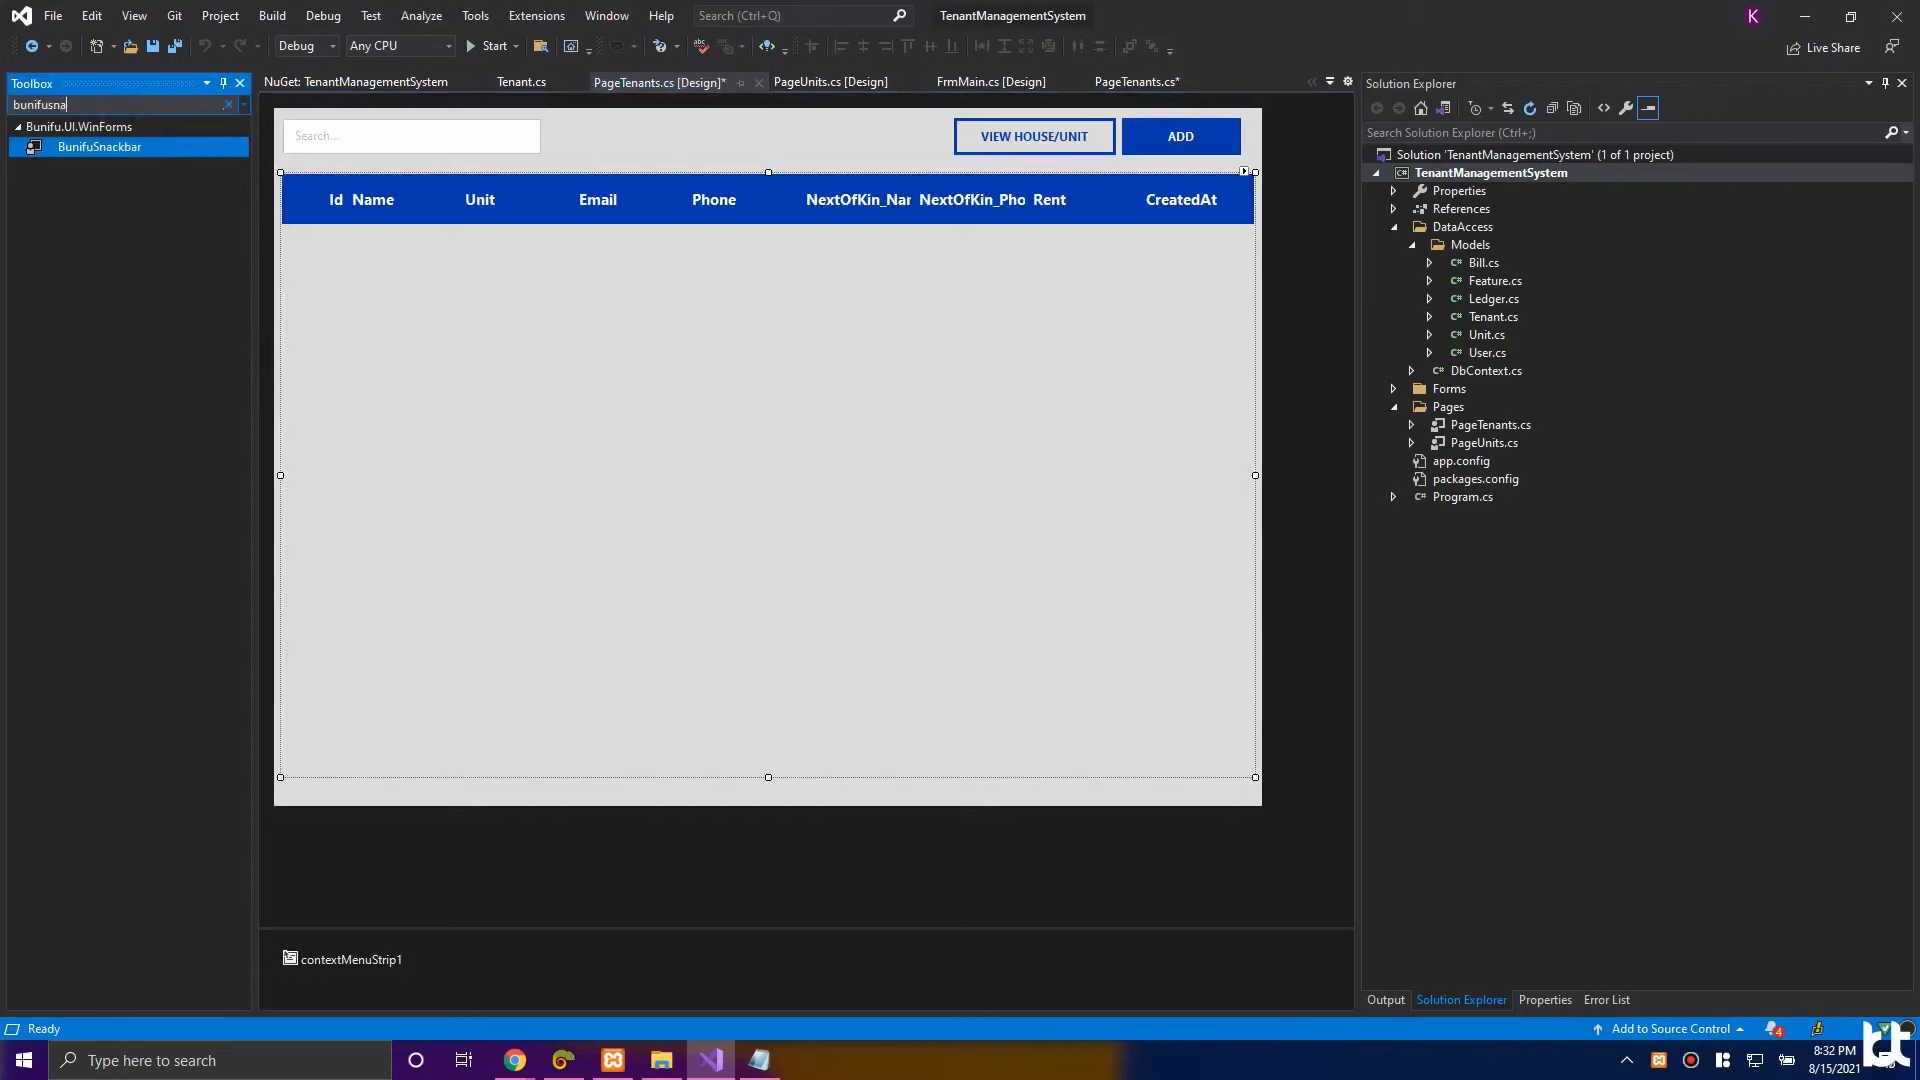 File Edit View Git Project Build Debug Test Analyze Tools Extensions Window Help Search (Ctrl+Q) TenantManagementSystem K
Debug Any CPU Start Live Share
Toolbox
bunifusna
Bunifu.UI.WinForms
BunifuSnackbar
NuGet: TenantManagementSystem Tenant.cs PageTenants.cs [Design]* PageUnits.cs [Design] FrmMain.cs [Design] PageTenants.cs*
Search... VIEW HOUSE/UNIT ADD
Id Name Unit Email Phone NextOfKin_Nar NextOfKin_Pho Rent CreatedAt
contextMenuStrip1
Solution Explorer
Search Solution Explorer (Ctrl+;)
Solution 'TenantManagementSystem' (1 of 1 project)
TenantManagementSystem
Properties
References
DataAccess
Models
C# Bill.cs
C# Feature.cs
C# Ledger.cs
C# Tenant.cs
C# Unit.cs
C# User.cs
C# DbContext.cs
Forms
Pages
PageTenants.cs
PageUnits.cs
app.config
packages.config
C# Program.cs
Output Solution Explorer Properties Error List
Ready Add to Source Control 4
Type here to search
8:32 PM
8/15/2021